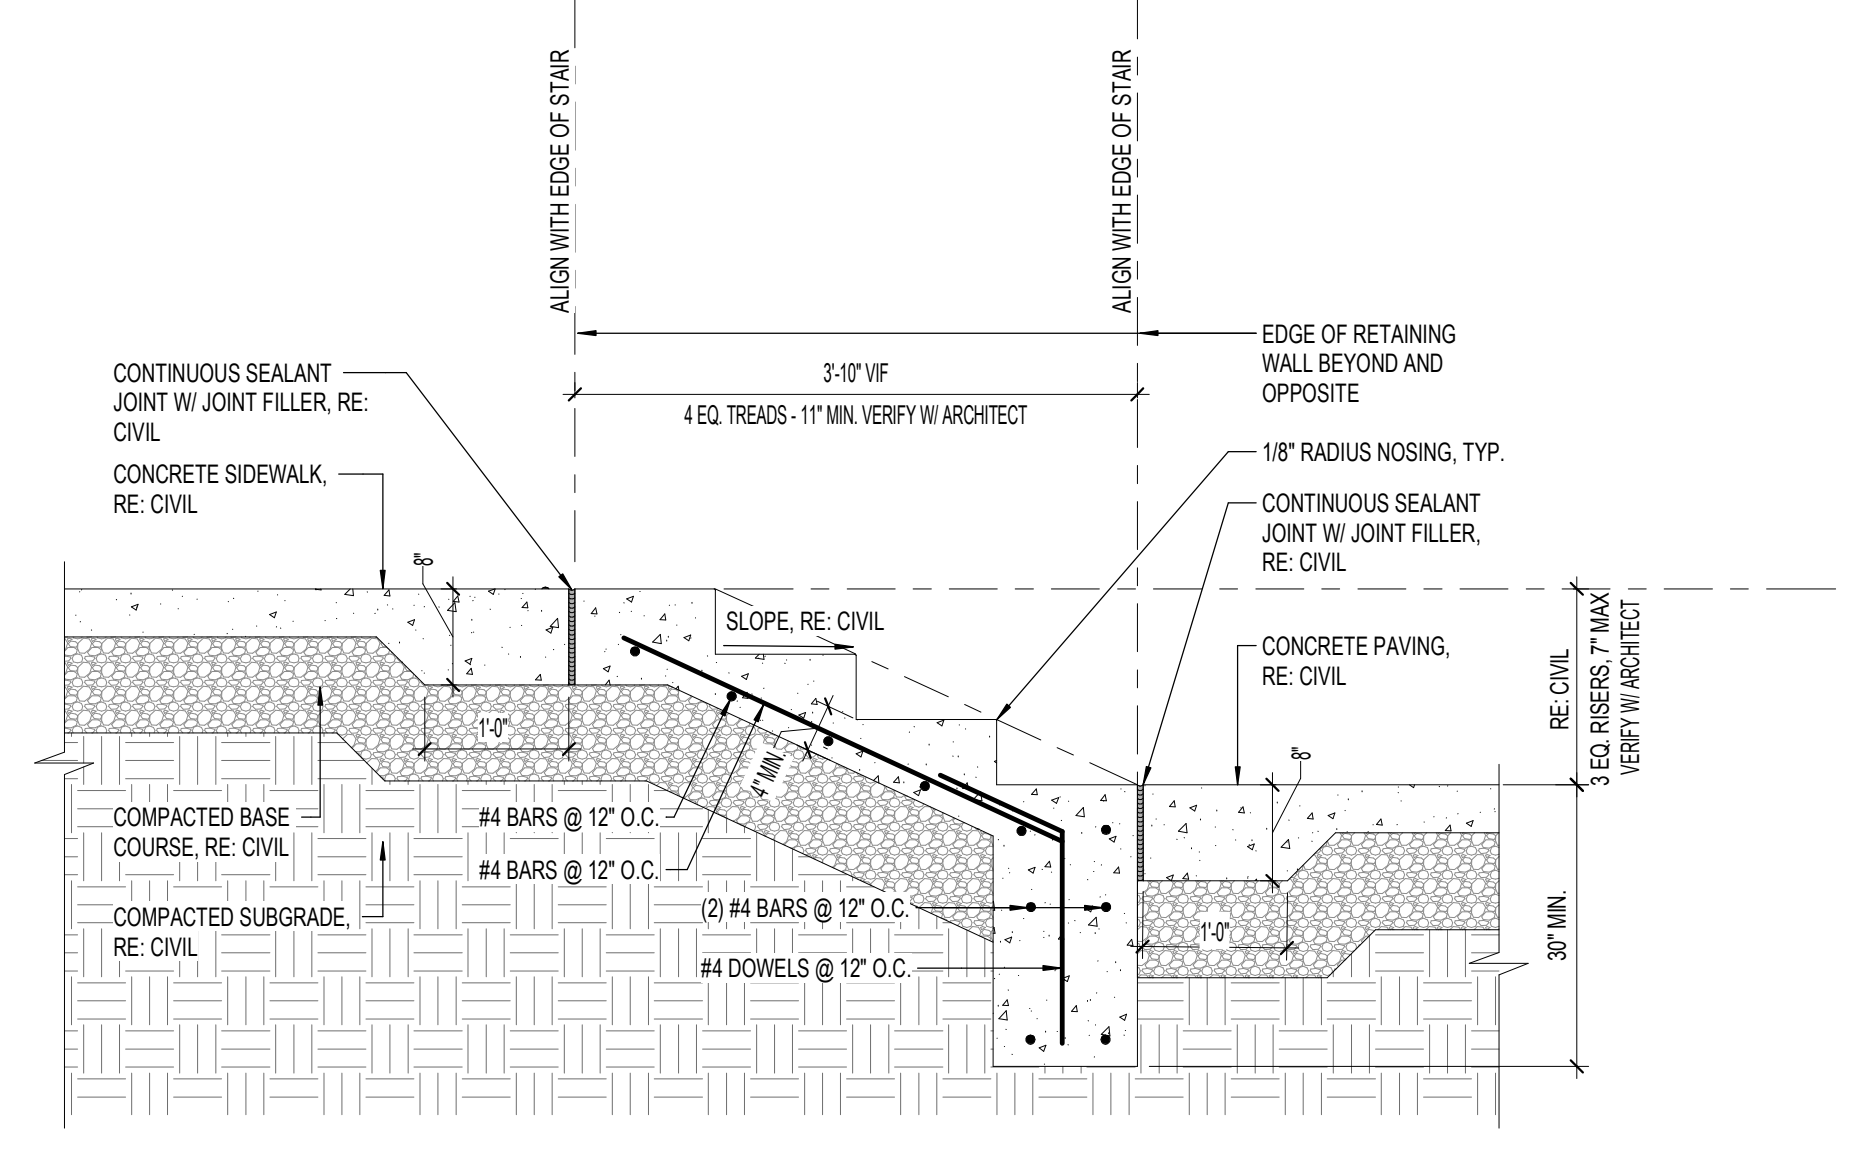 ALIGN WITH EDGE OF STAIR
ALIGN WITH EDGE OF STAIR
EDGE OF RETAINING
WALL BEYOND AND
OPPOSITE
3'-10" VIF
4 EQ. TREADS - 11" MIN. VERIFY W/ ARCHITECT
CONTINUOUS SEALANT
JOINT W/ JOINT FILLER, RE:
CIVIL
CONCRETE SIDEWALK,
RE: CIVIL
1/8" RADIUS NOSING, TYP.
CONTINUOUS SEALANT
JOINT W/ JOINT FILLER,
RE: CIVIL
8"
SLOPE, RE: CIVIL
CONCRETE PAVING,
RE: CIVIL
RE: CIVIL
3 EQ. RISERS, 7" MAX
VERIFY W/ ARCHITECT
1'-0"
4" MIN.
8"
COMPACTED BASE
COURSE, RE: CIVIL
#4 BARS @ 12" O.C.
#4 BARS @ 12" O.C.
COMPACTED SUBGRADE,
RE: CIVIL
(2) #4 BARS @ 12" O.C.
#4 DOWELS @ 12" O.C.
1'-0"
30" MIN.